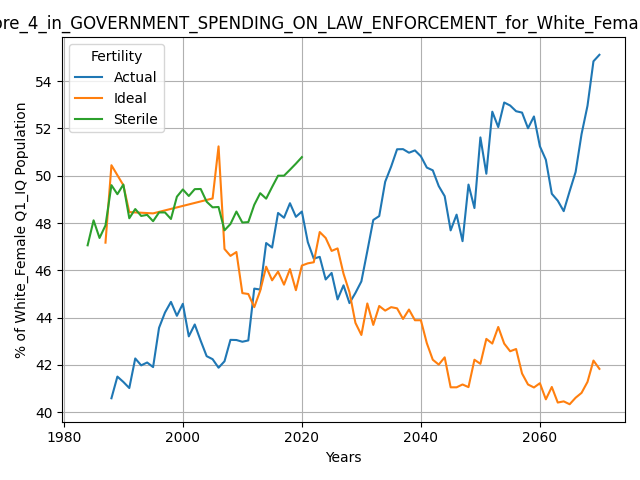 ore_4_in_GOVERNMENT_SPENDING_ON_LAW_ENFORCEMENT_for_White_Fema
Fertility
Actual
Ideal
Sterile
% of White_Female Q1_IQ Population
54
52
50
48
46
44
42
40
1980
2000
2020
2040
2060
Years